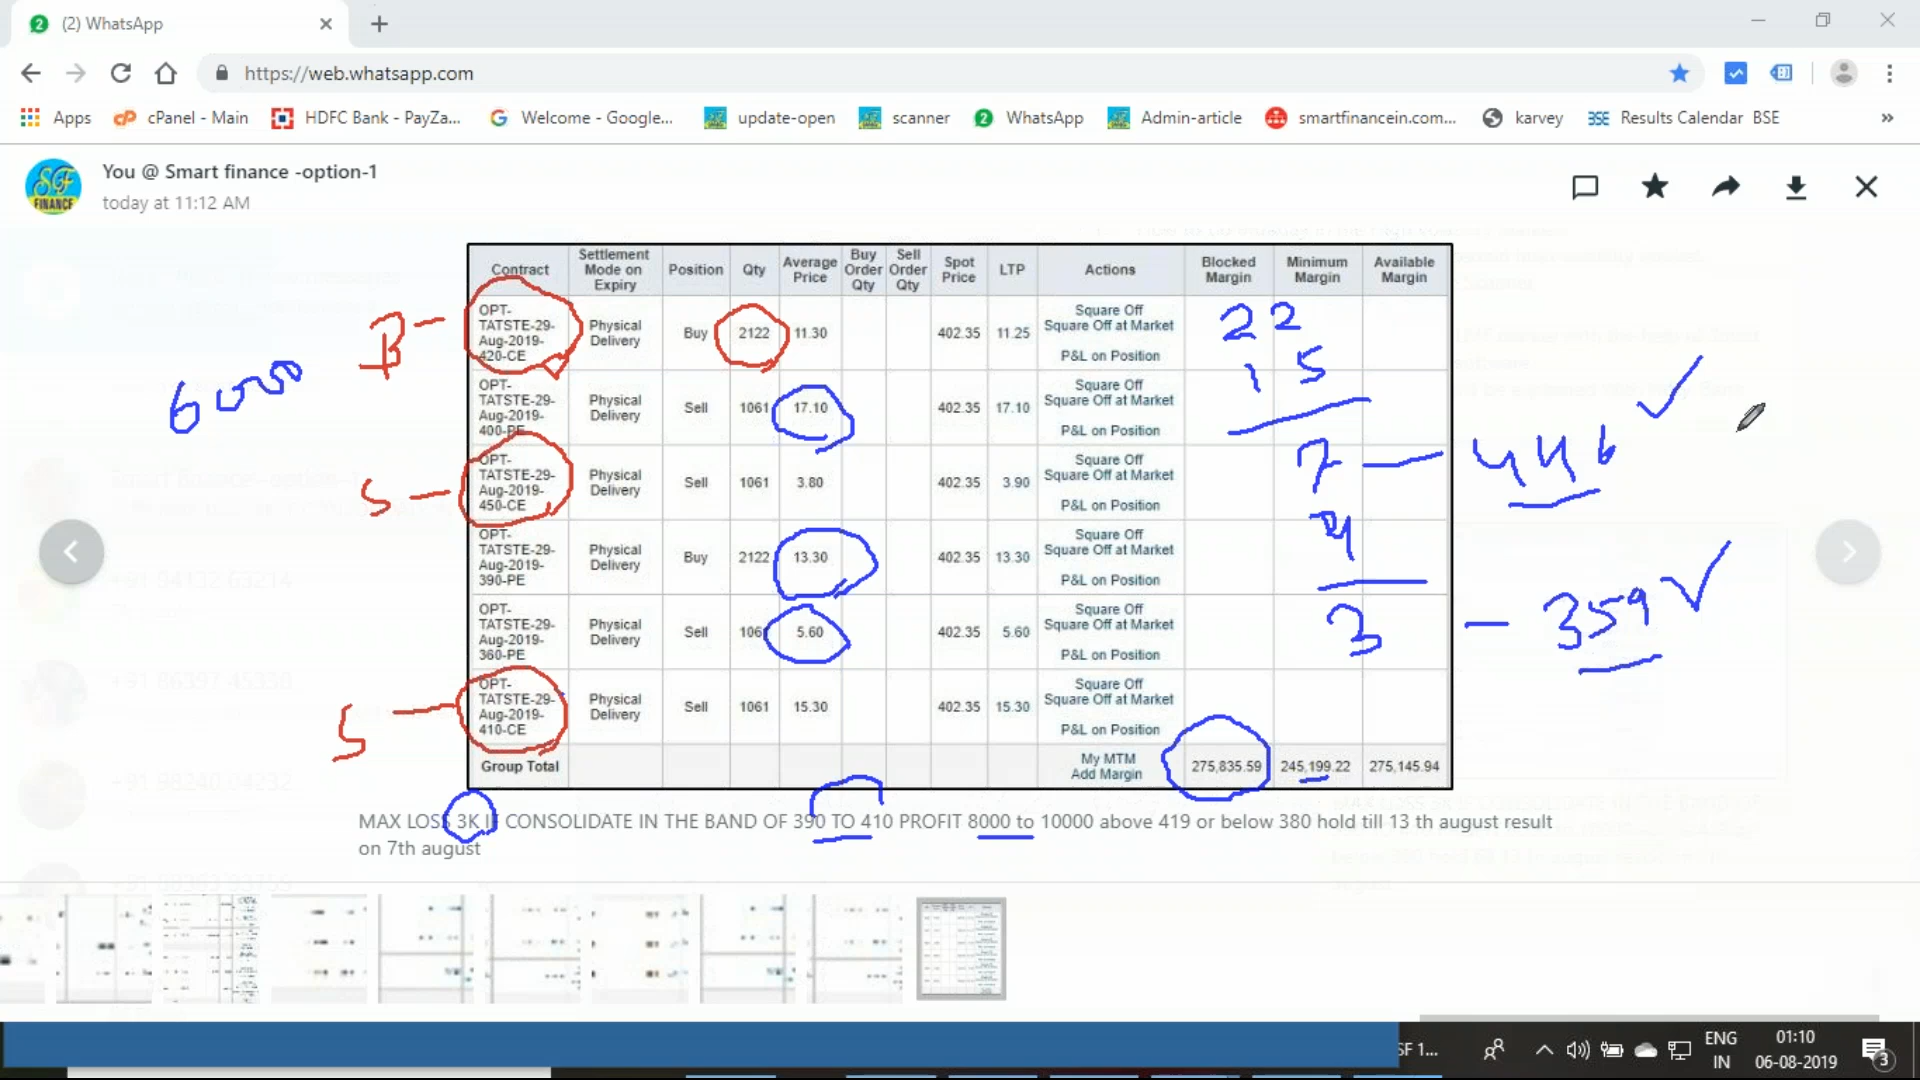 (2) WhatsApp
https://web.whatsapp.com
Apps cPanel - Main HDFC Bank - PayZa... Welcome - Google... update-open scanner WhatsApp Admin-article smartfinancein.com... karvey Results Calendar BSE »
You @ Smart finance -option-1
today at 11:12 AM
Contract Settlement Mode on Expiry Position Qty Average Price Buy Order Qty Sell Order Qty Spot Price LTP Actions Blocked Margin Minimum Margin Available Margin
OPT-TATSTE-29-Aug-2019-420-CE Physical Delivery Buy 2122 11.30 402.35 11.25 Square Off Square Off at Market P&L on Position
OPT-TATSTE-29-Aug-2019-400-PE Physical Delivery Sell 1061 17.10 402.35 17.10 Square Off Square Off at Market P&L on Position
OPT-TATSTE-29-Aug-2019-450-CE Physical Delivery Sell 1061 3.80 402.35 3.90 Square Off Square Off at Market P&L on Position
OPT-TATSTE-29-Aug-2019-390-PE Physical Delivery Buy 2122 13.30 402.35 13.30 Square Off Square Off at Market P&L on Position
OPT-TATSTE-29-Aug-2019-360-PE Physical Delivery Sell 1061 5.60 402.35 5.60 Square Off Square Off at Market P&L on Position
OPT-TATSTE-29-Aug-2019-410-CE Physical Delivery Sell 1061 15.30 402.35 15.30 Square Off Square Off at Market P&L on Position
Group Total My MTM Add Margin 275,835.59 245,199.22 275,145.94
B
S
S
22
15
7 — 446
4
3 — 359
MAX LOSS 3K IF CONSOLIDATE IN THE BAND OF 390 TO 410 PROFIT 8000 to 10000 above 419 or below 380 hold till 13 th august result
on 7th august
SF 1...
ENG
IN
01:10
06-08-2019
3